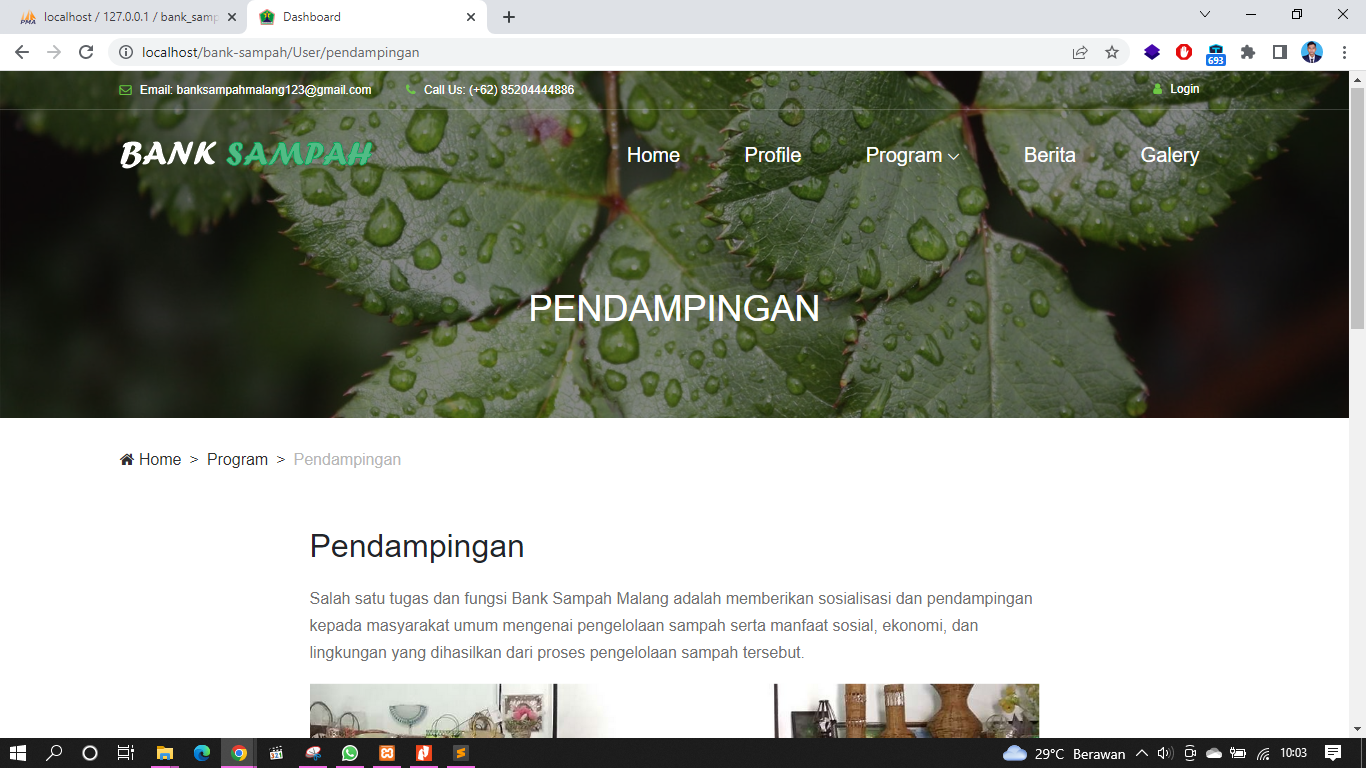 localhost / 127.0.0.1 / bank_samp
Dashboard
localhost/bank-sampah/User/pendampingan
693
Email: banksampahmalang123@gmail.com
Call Us: (+62) 85204444886
Login
BANK SAMPAH
Home
Profile
Program
Berita
Galery
PENDAMPINGAN
Home > Program > Pendampingan
Pendampingan
Salah satu tugas dan fungsi Bank Sampah Malang adalah memberikan sosialisasi dan pendampingan
kepada masyarakat umum mengenai pengelolaan sampah serta manfaat sosial, ekonomi, dan
lingkungan yang dihasilkan dari proses pengelolaan sampah tersebut.
29°C Berawan
10:03